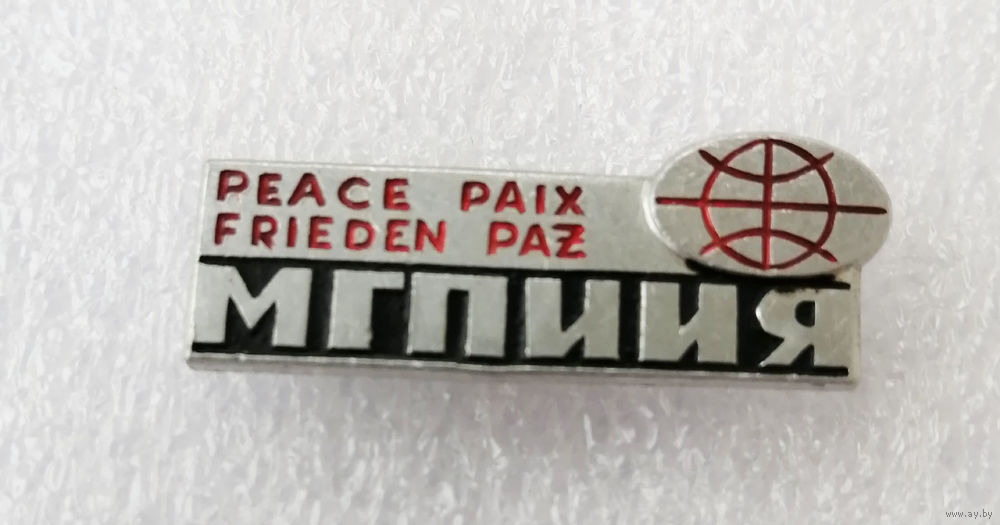 PEACE PAIX
FRIEDEN PAZ
МГПИИЯ
www.ay.by